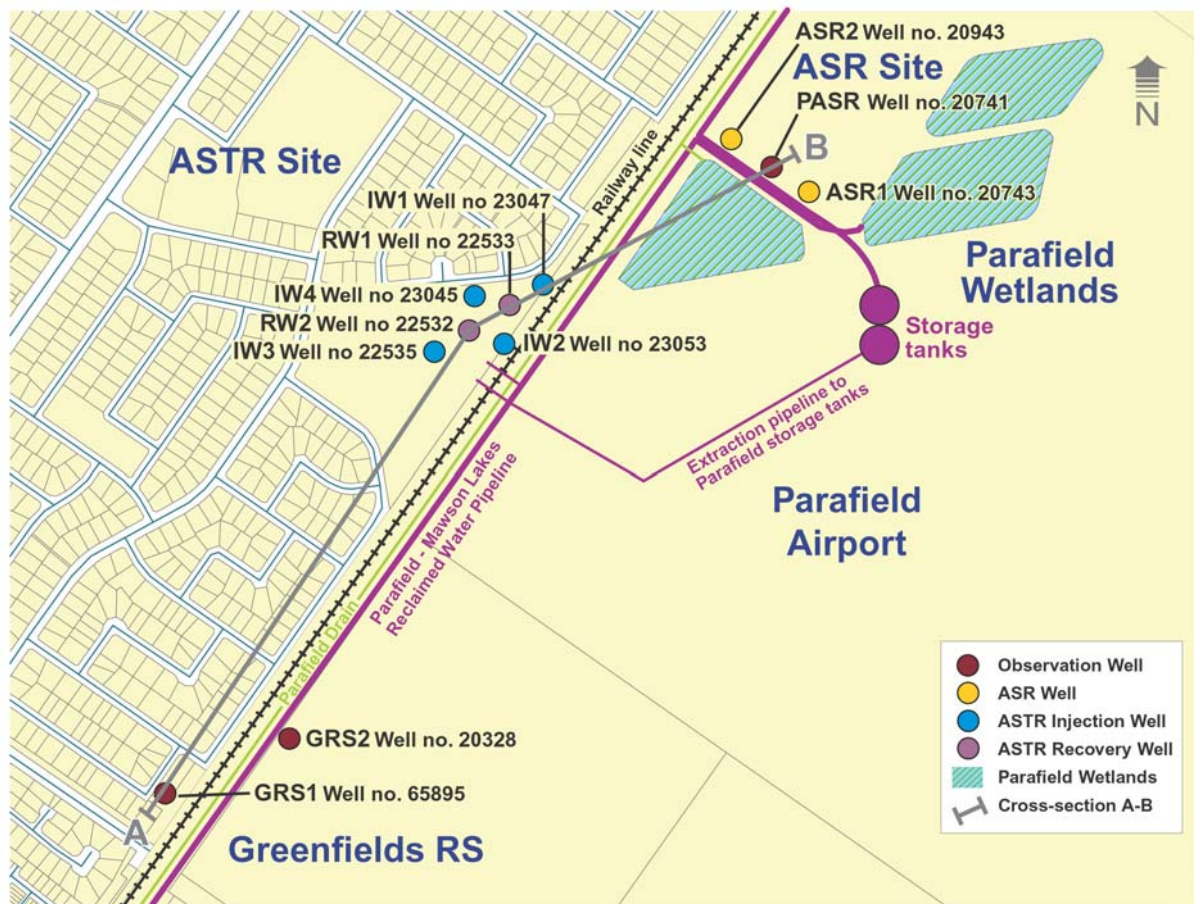 ASR2 Well no. 20943
ASR Site
PASR Well no. 20741
N
B
ASTR Site
Railway line
IW1 Well no 23047
ASR1 Well no. 20743
RW1 Well no 22533
Parafield
Wetlands
IW4 Well no 23045
RW2 Well no 22532
IW3 Well no 22535
IW2 Well no 23053
Storage
tanks
Extraction pipeline to
Parafield storage tanks
Parafield
Airport
Parafield - Mawson Lakes
Reclaimed Water Pipeline
Parafield Drain
GRS2 Well no. 20328
GRS1 Well no. 65895
A
Greenfields RS
Observation Well
ASR Well
ASTR Injection Well
ASTR Recovery Well
Parafield Wetlands
Cross-section A-B